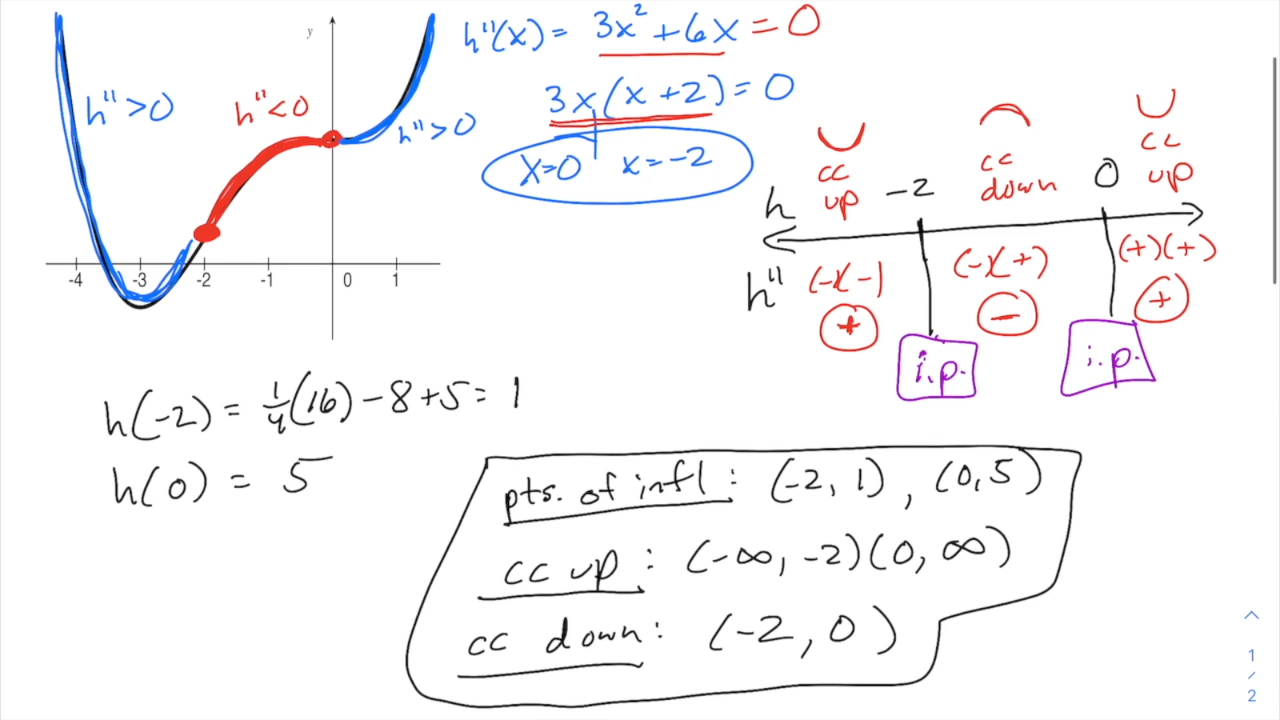 y
h''>0
h''<0
h''>0
-4 -3 -2 -1 0 1
h''(x) = 3x² + 6x = 0
3x(x+2) = 0
x=0 x=-2
cc up
cc down
cc up
h -2 0
h'' (-)(-) (-)(+) (+)(+)
+ - +
i.p. i.p.
h(-2) = 1/4(16) - 8 + 5 = 1
h(0) = 5
pts. of infl: (-2, 1), (0, 5)
cc up: (-∞, -2)(0, ∞)
cc down: (-2, 0)
1
/
2